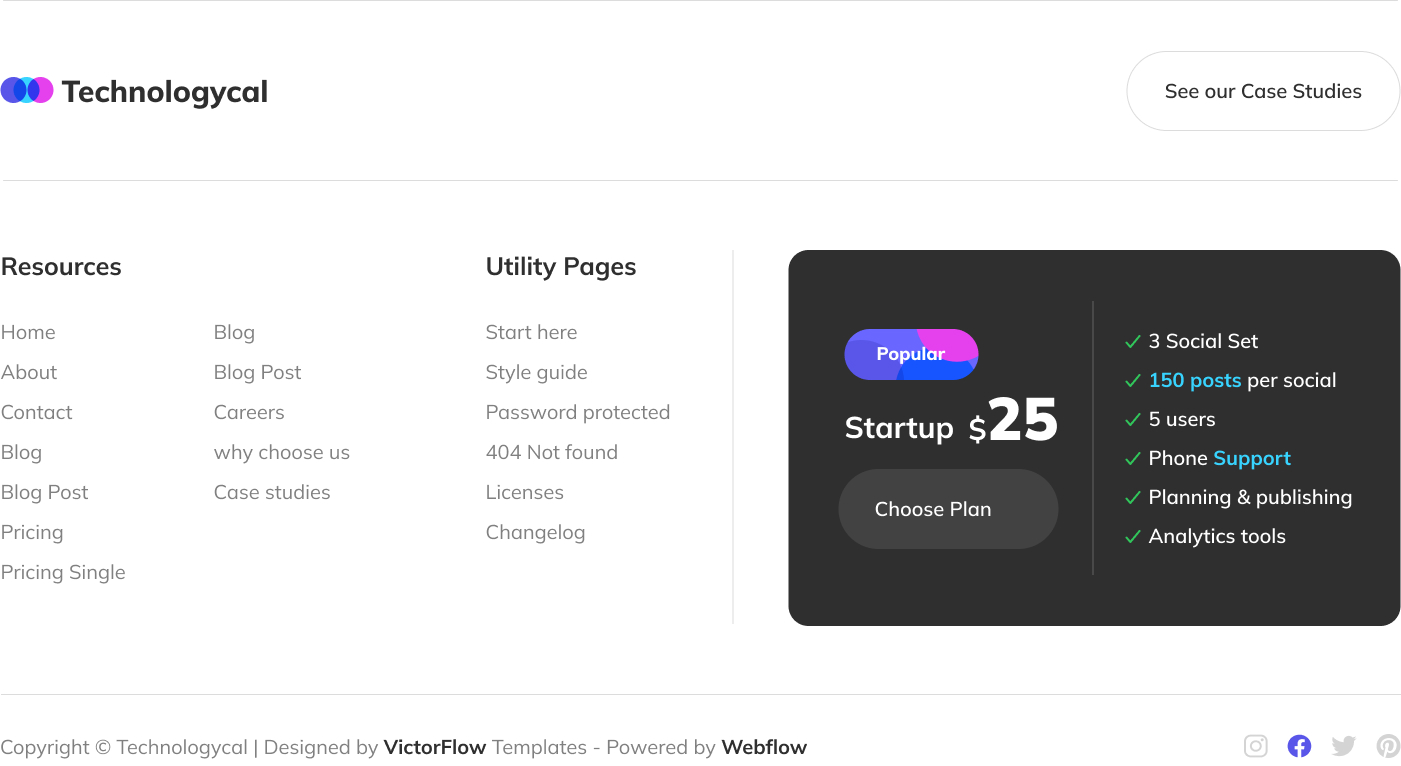 Technologycal
See our Case Studies
Resources
Home
About
Contact
Blog
Blog Post
Pricing
Pricing Single
Blog
Blog Post
Careers
why choose us
Case studies
Utility Pages
Start here
Style guide
Password protected
404 Not found
Licenses
Changelog
Popular
Startup $25
Choose Plan
3 Social Set
150 posts per social
5 users
Phone Support
Planning & publishing
Analytics tools
Copyright © Technologycal | Designed by VictorFlow Templates - Powered by Webflow